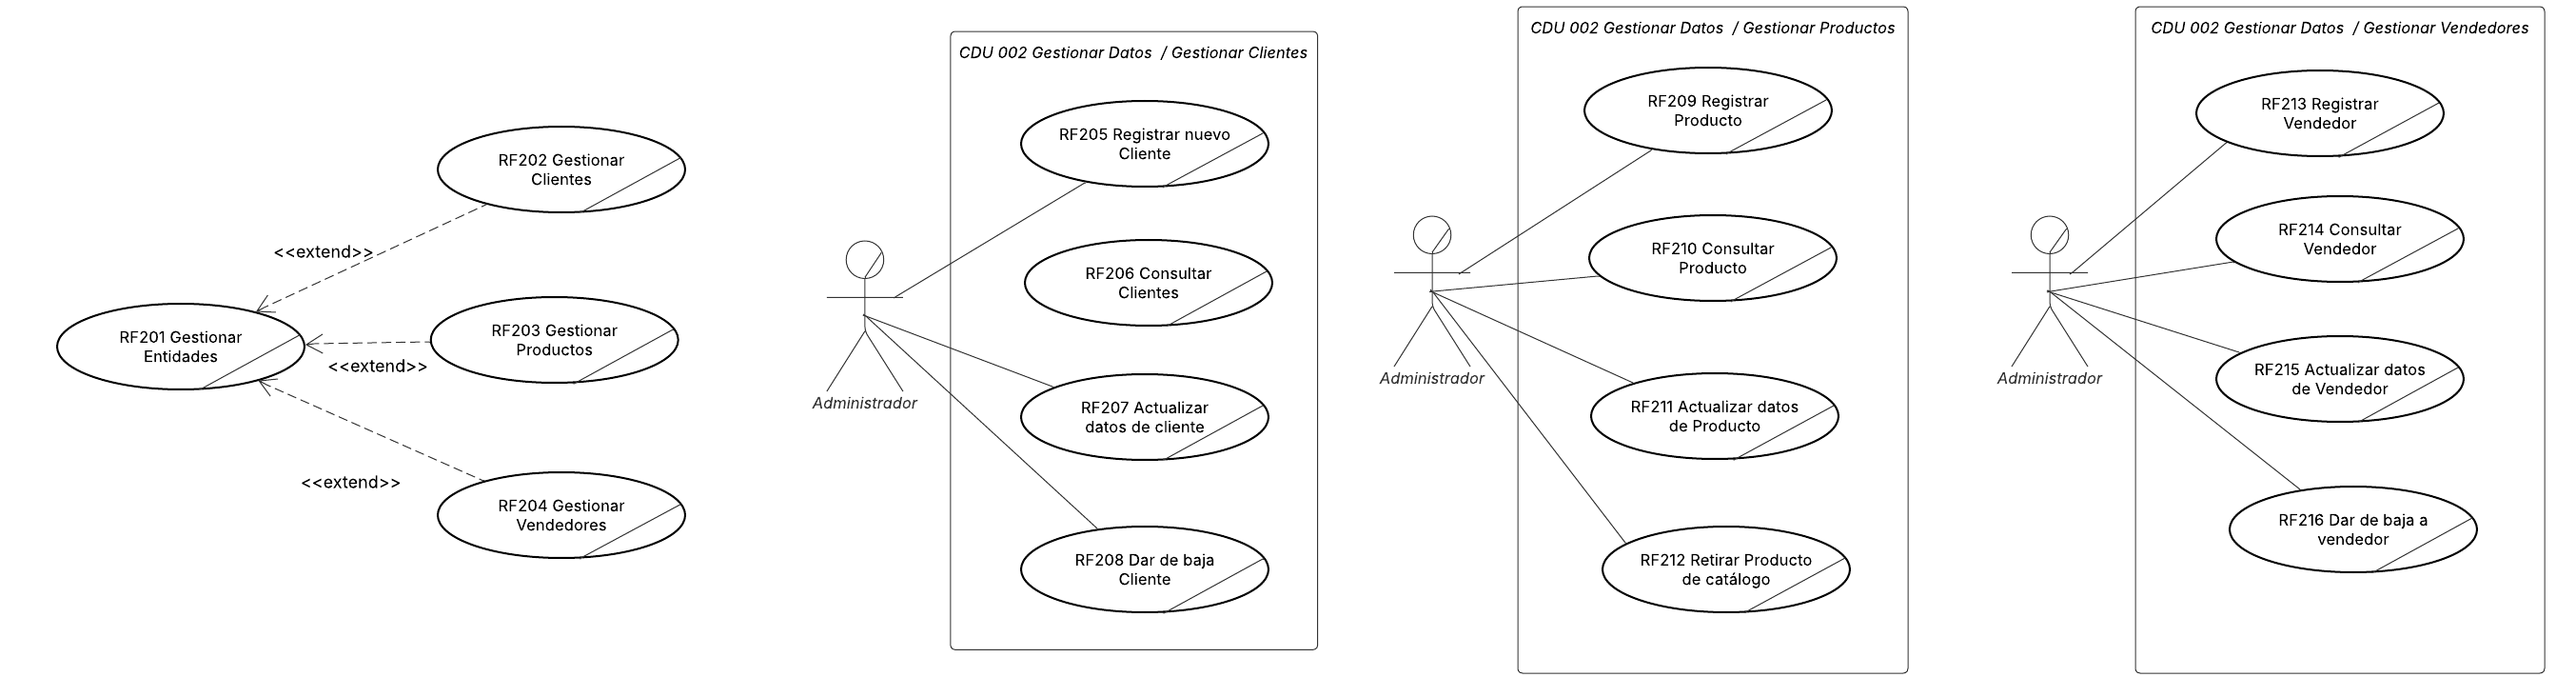 RF202 Gestionar
Clientes
<<extend>>
RF201 Gestionar
Entidades
RF203 Gestionar
Productos
<<extend>>
<<extend>>
RF204 Gestionar
Vendedores
CDU 002 Gestionar Datos / Gestionar Clientes
RF205 Registrar nuevo
Cliente
RF206 Consultar
Clientes
Administrador
RF207 Actualizar
datos de cliente
RF208 Dar de baja
Cliente
CDU 002 Gestionar Datos / Gestionar Productos
RF209 Registrar
Producto
RF210 Consultar
Producto
Administrador
RF211 Actualizar datos
de Producto
RF212 Retirar Producto
de catálogo
CDU 002 Gestionar Datos / Gestionar Vendedores
RF213 Registrar
Vendedor
RF214 Consultar
Vendedor
Administrador
RF215 Actualizar datos
de Vendedor
RF216 Dar de baja a
vendedor